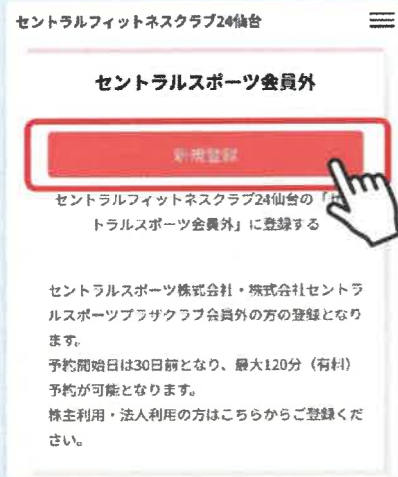 セントラルフィットネスクラブ24仙台
セントラルスポーツ会員外
新規登録
セントラルフィットネスクラブ24仙台の「
トラルスポーツ会員外」に登録する
セントラルスポーツ株式会社・株式会社セントラ
ルスポーツプラザクラブ会員外の方の登録となり
ます。
予約開始日は30日前となり、最大120分（有料）
予約が可能となります。
株主利用・法人利用の方はこちらからご登録くだ
さい。